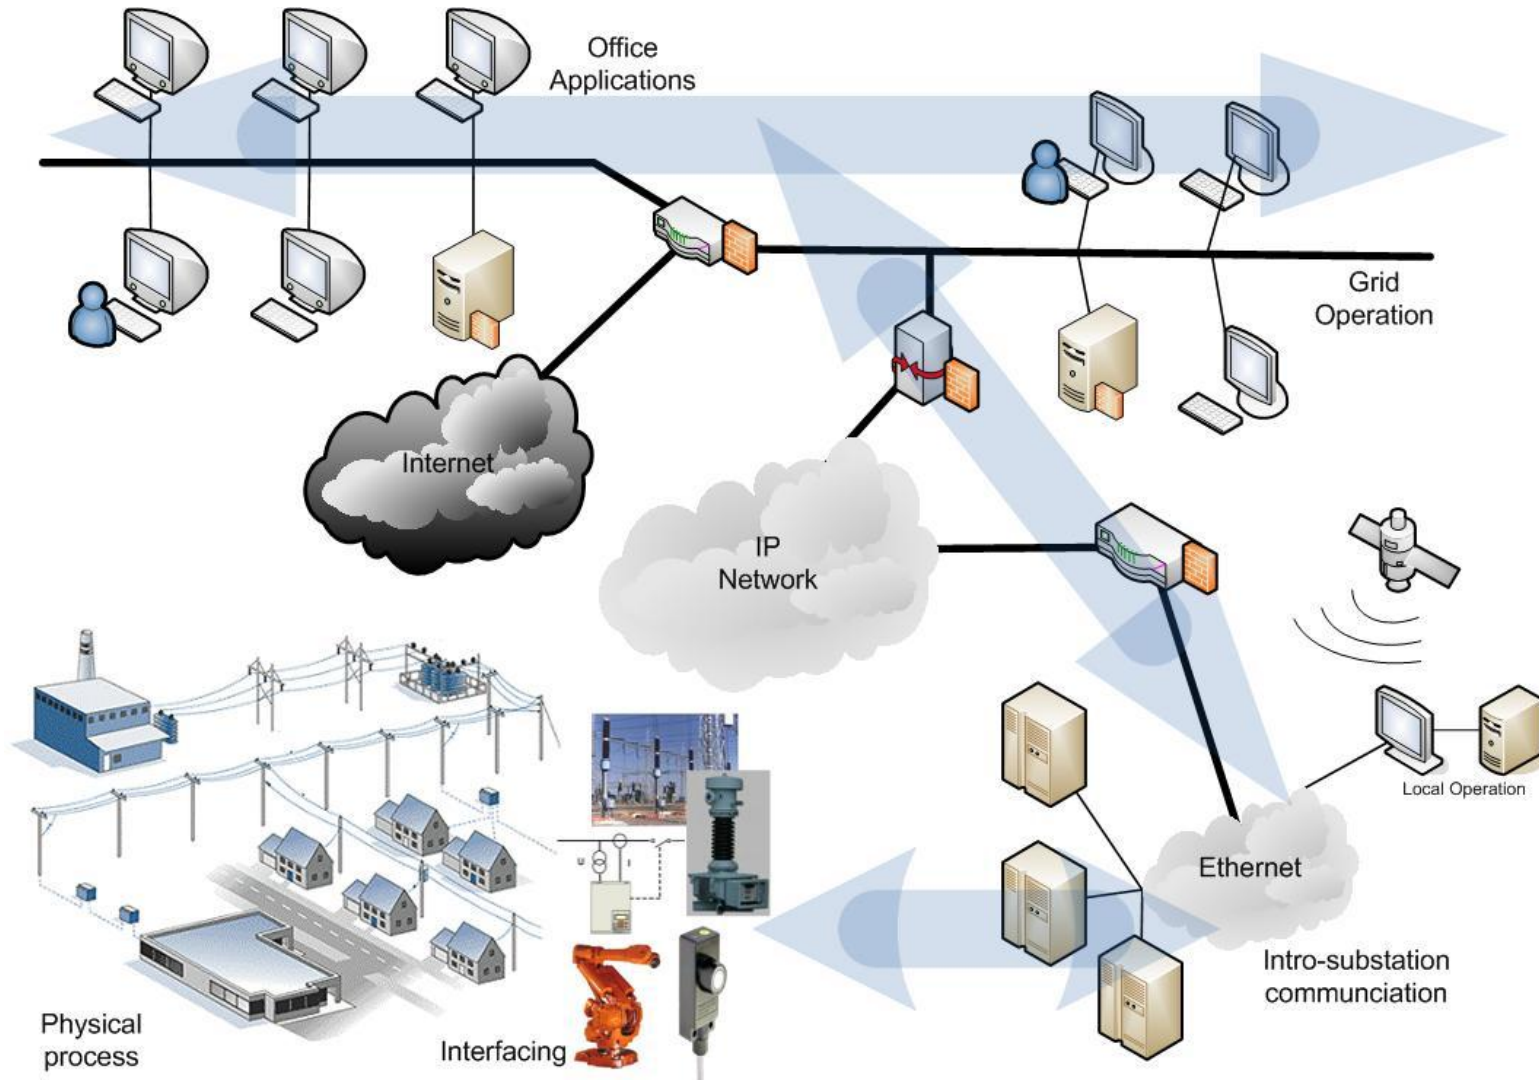 Office
Applications
Grid
Operation
Internet
IP
Network
Local Operation
Ethernet
U
I
Intro-substation
communciation
Physical
process
Interfacing